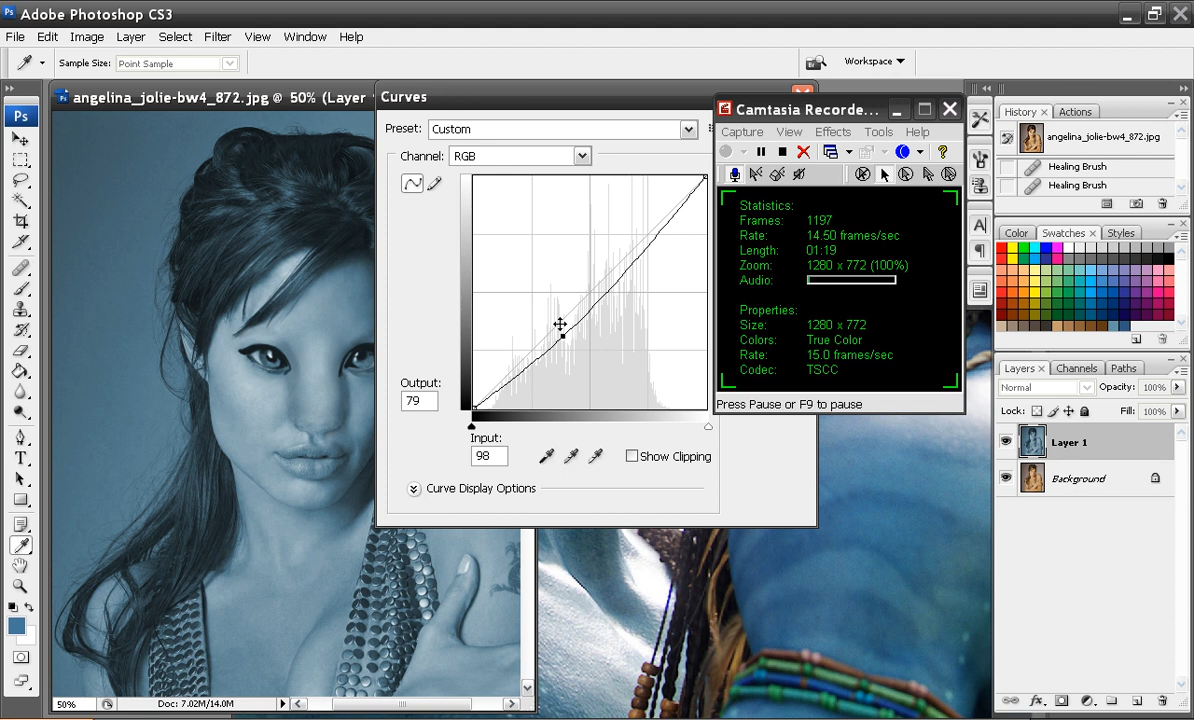 Ps Adobe Photoshop CS3
File Edit Image Layer Select Filter View Window Help
Sample Size: Point Sample Workspace
Ps
angelina_jolie-bw4_872.jpg @ 50% (Layer
T
50% Doc: 7.02M/14.0M
Curves
Preset: Custom
Channel: RGB
Output:
79
Input:
98
Show Clipping
Curve Display Options
Camtasia Recorde...
Capture View Effects Tools Help
Statistics:
Frames: 1197
Rate: 14.50 frames/sec
Length: 01:19
Zoom: 1280 x 772 (100%)
Audio:
Properties:
Size: 1280 x 772
Colors: True Color
Rate: 15.0 frames/sec
Codec: TSCC
Press Pause or F9 to pause
A
History x Actions
angelina_jolie-bw4_872.jpg
Healing Brush
Healing Brush
Color Swatches x Styles
Layers x Channels Paths
Normal Opacity: 100%
Lock: Fill: 100%
Layer 1
Background
fx